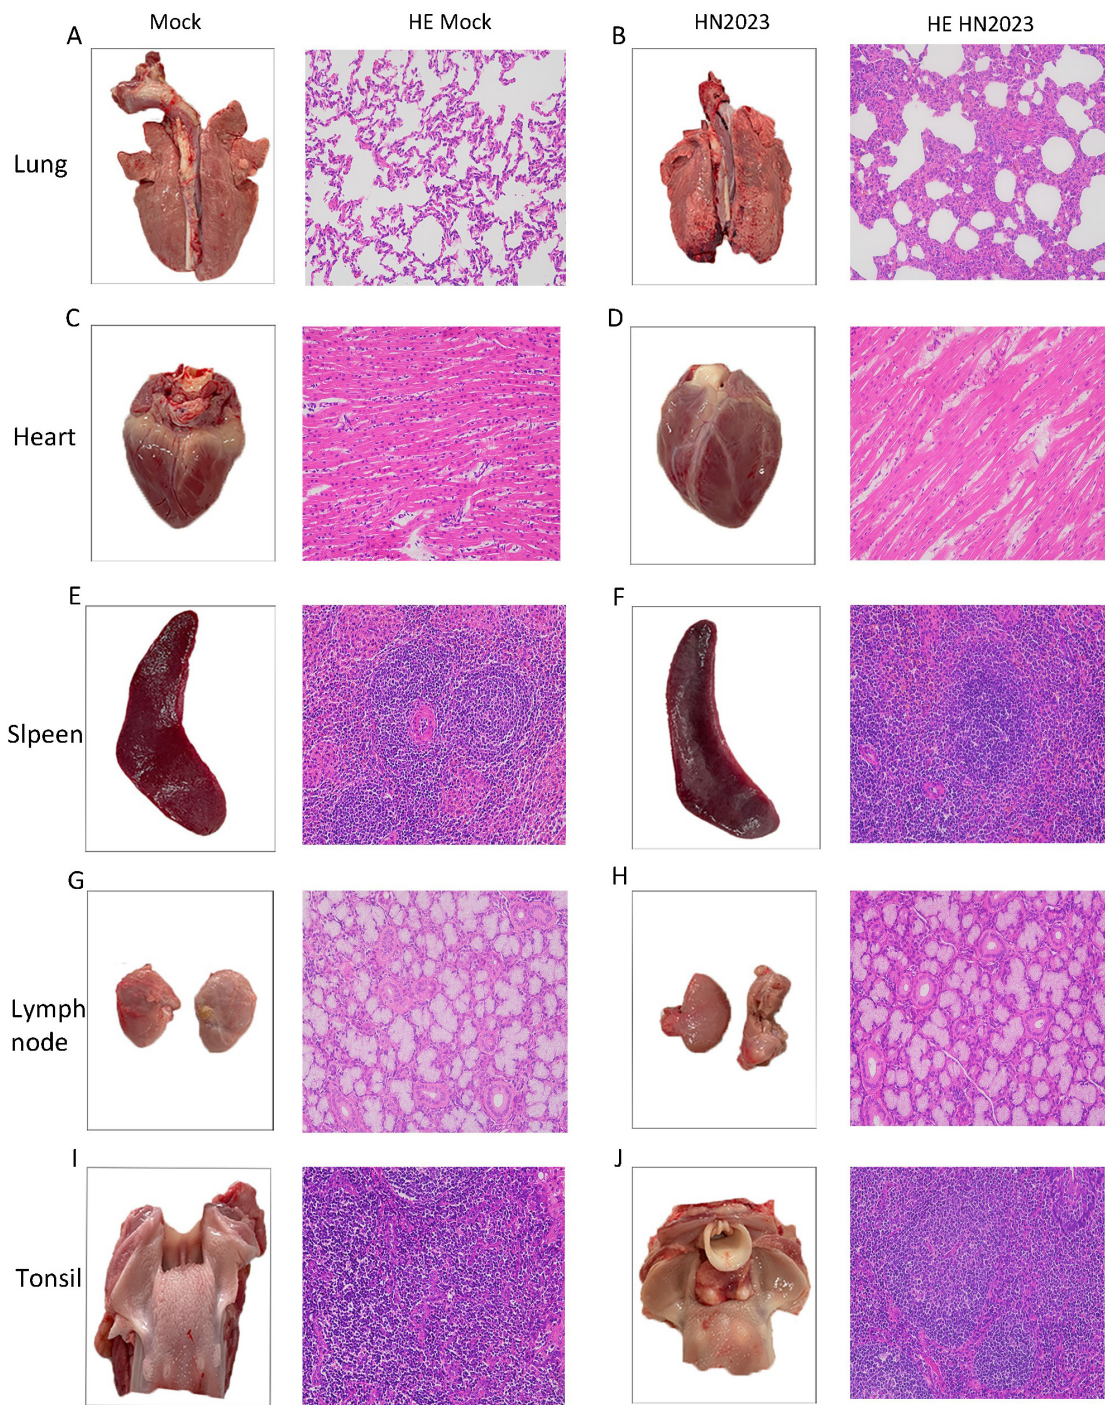 Mock HE Mock HN2023 HE HN2023
A B
Lung
C D
Heart
E F
Slpeen
G H
Lymph
node
I J
Tonsil